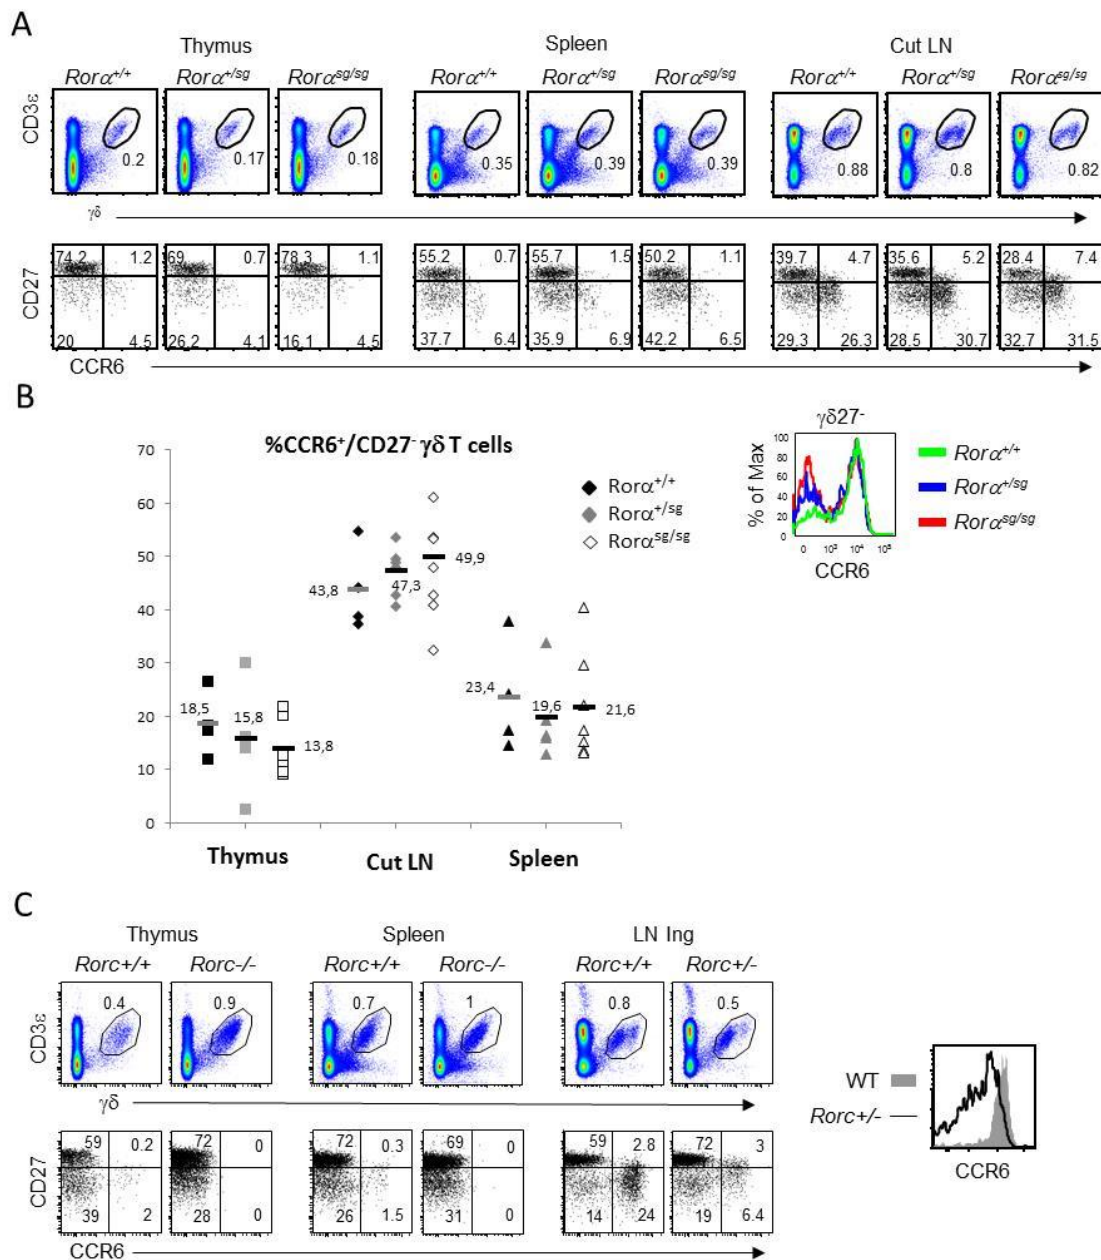 A
Thymus Spleen Cut LN
Rorα+/+ Rorα+/sg Rorαsg/sg Rorα+/+ Rorα+/sg Rorαsg/sg Rorα+/+ Rorα+/sg Rorαsg/sg
CD3ε
0.2 0.17 0.18 0.35 0.39 0.39 0.88 0.8 0.82
γδ
CD27
74.2 1.2 69 0.7 78.3 1.1 55.2 0.7 55.7 1.5 50.2 1.1 39.7 4.7 35.6 5.2 28.4 7.4
20 4.5 26.2 4.1 16.1 4.5 37.7 6.4 35.9 6.9 42.2 6.5 29.3 26.3 28.5 30.7 32.7 31.5
CCR6
B
%CCR6+/CD27- γδ T cells
70
60
50
40
30
20
10
0
Rorα+/+
Rorα+/sg
Rorαsg/sg
18,5
15,8
13,8
43,8
47,3
49,9
23,4
19,6
21,6
Thymus Cut LN Spleen
γδ27-
% of Max
100
80
60
40
20
0
0 10³ 10⁴ 10⁵
CCR6
Rorα+/+
Rorα+/sg
Rorαsg/sg
C
Thymus Spleen LN Ing
Rorc+/+ Rorc-/- Rorc+/+ Rorc-/- Rorc+/+ Rorc+/-
CD3ε
0.4 0.9 0.7 1 0.8 0.5
γδ
CD27
59 0.2 72 0 72 0.3 69 0 59 2.8 72 3
39 2 28 0 26 1.5 31 0 14 24 19 6.4
CCR6
WT
Rorc+/-
CCR6